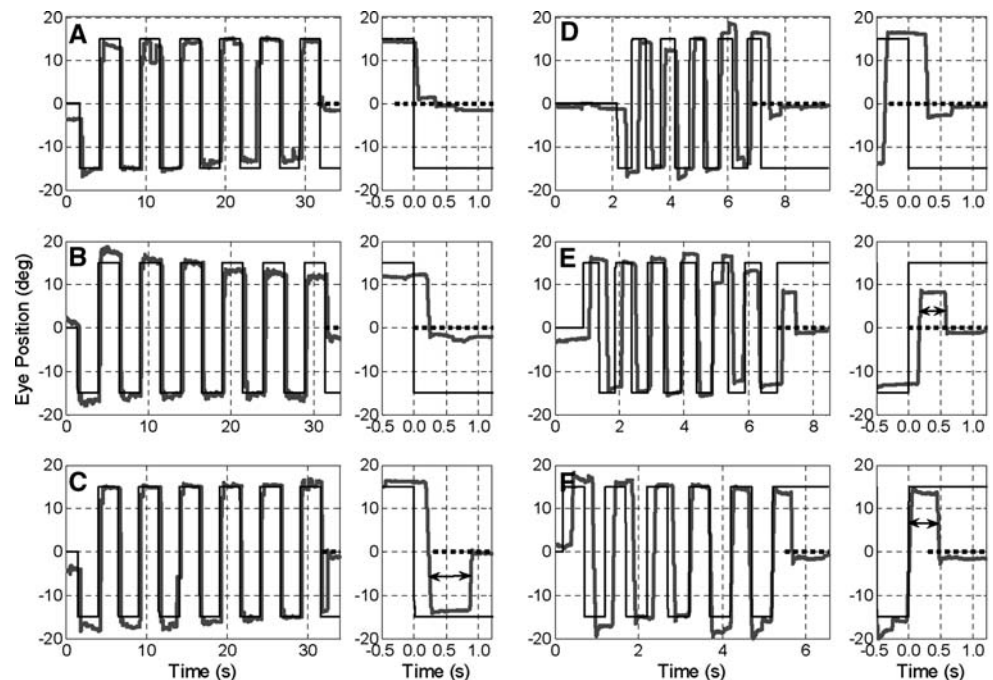 A
20 20 D 20 20
10 10 10 10
0 0 0 0
-10 -10 -10 -10
-20 -20 -20 -20
0 10 20 30 -0.5 0.0 0.5 1.0 0 2 4 6 8 -0.5 0.0 0.5 1.0
Eye Position (deg)
B
20 20 E 20 20
10 10 10 10
0 0 0 0
-10 -10 -10 -10
-20 -20 -20 -20
0 10 20 30 -0.5 0.0 0.5 1.0 0 2 4 6 8 -0.5 0.0 0.5 1.0
C
20 20 F 20 20
10 10 10 10
0 0 0 0
-10 -10 -10 -10
-20 -20 -20 -20
0 10 20 30 -0.5 0.0 0.5 1.0 0 2 4 6 -0.5 0.0 0.5 1.0
Time (s) Time (s) Time (s) Time (s)